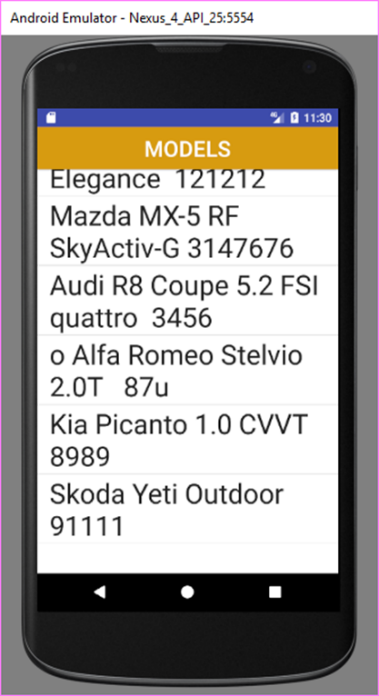 Android Emulator - Nexus_4_API_25:5554
11:30
MODELS
Elegance  121212
Mazda MX-5 RF
SkyActiv-G 3147676
Audi R8 Coupe 5.2 FSI
quattro  3456
o Alfa Romeo Stelvio
2.0T   87u
Kia Picanto 1.0 CVVT
8989
Skoda Yeti Outdoor
91111